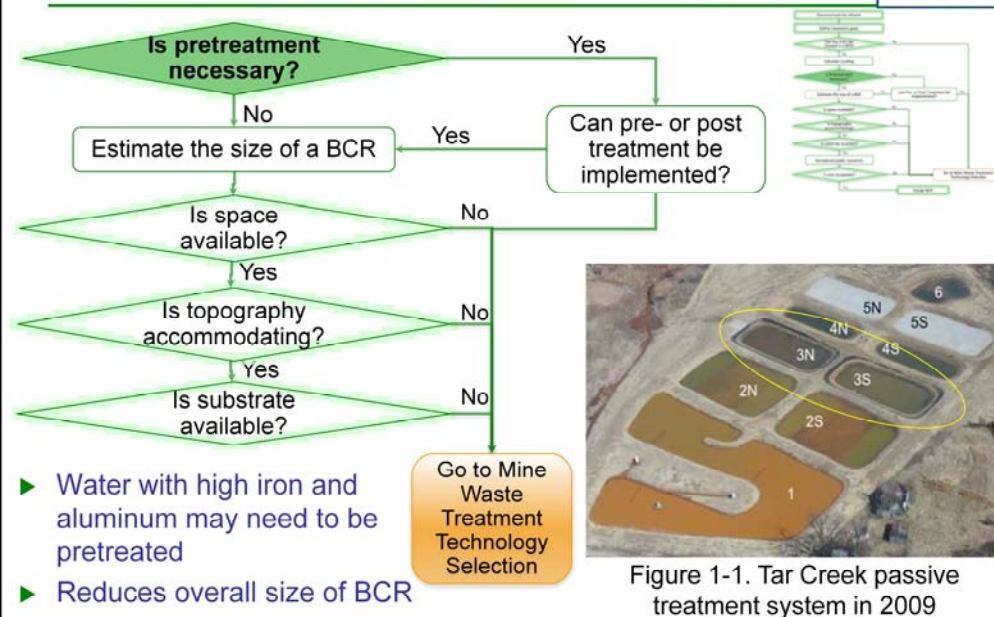 Is pretreatment
necessary?
Yes
No
Estimate the size of a BCR
Yes
Can pre- or post
treatment be
implemented?
Is space
available?
No
Yes
Is topography
accommodating?
No
Yes
Is substrate
available?
No
Go to Mine
Waste
Treatment
Technology
Selection
▶ Water with high iron and
aluminum may need to be
pretreated
▶ Reduces overall size of BCR
6
5N
5S
4N
4S
3N
3S
2N
2S
1
Figure 1-1. Tar Creek passive
treatment system in 2009